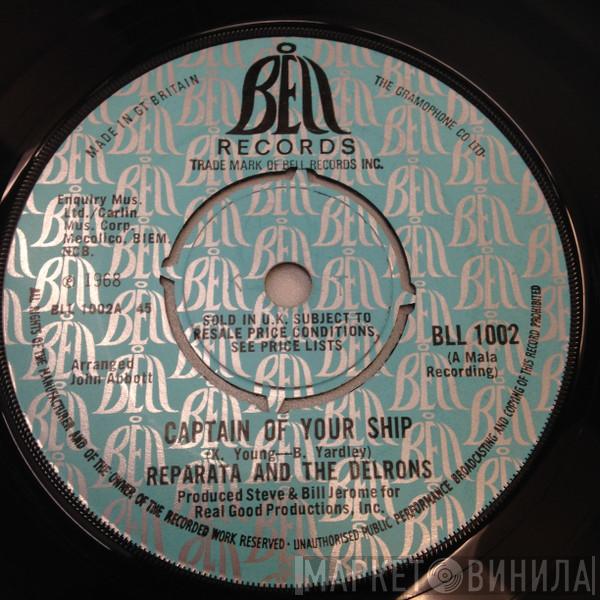 BELL
RECORDS
TRADE MARK OF BELL RECORDS INC.
MADE IN GT BRITAIN
THE GRAMOPHONE CO LTD.
Enquiry Mus.
Ltd./Carlin
Mus. Corp.
Mecolico, BIEM,
NCB.
℗ 1968
BLL 1002A 45
Arranged
John Abbott
SOLD IN U.K. SUBJECT TO
RESALE PRICE CONDITIONS,
SEE PRICE LISTS
BLL 1002
(A Mala
Recording)
CAPTAIN OF YOUR SHIP
(K. Young—B. Yardley)
REPARATA AND THE DELRONS
Produced Steve & Bill Jerome for
Real Good Productions, Inc.
ALL RIGHTS OF THE MANUFACTURER AND OF THE OWNER OF THE RECORDED WORK RESERVED · UNAUTHORISED PUBLIC PERFORMANCE BROADCASTING AND COPYING OF THIS RECORD PROHIBITED
МАРКЕТ ВИНИЛА